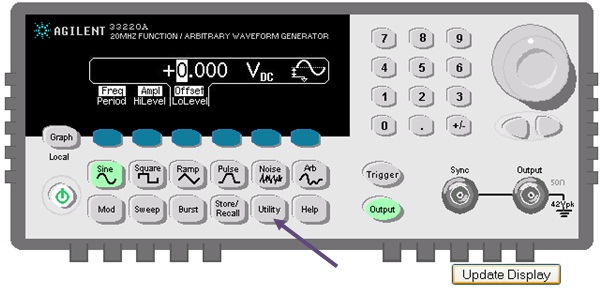 AGILENT 33220A
20MHZ FUNCTION / ARBITRARY WAVEFORM GENERATOR
+0.000 VDC
Freq Ampl Offset
Period HiLevel LoLevel
7 8 9
4 5 6
1 2 3
0 . +/-
Graph
Local
Sine Square Ramp Pulse Noise Arb
Mod Sweep Burst Store/Recall Utility Help
Trigger
Output
Sync Output
50Ω
42Vpk
Update Display